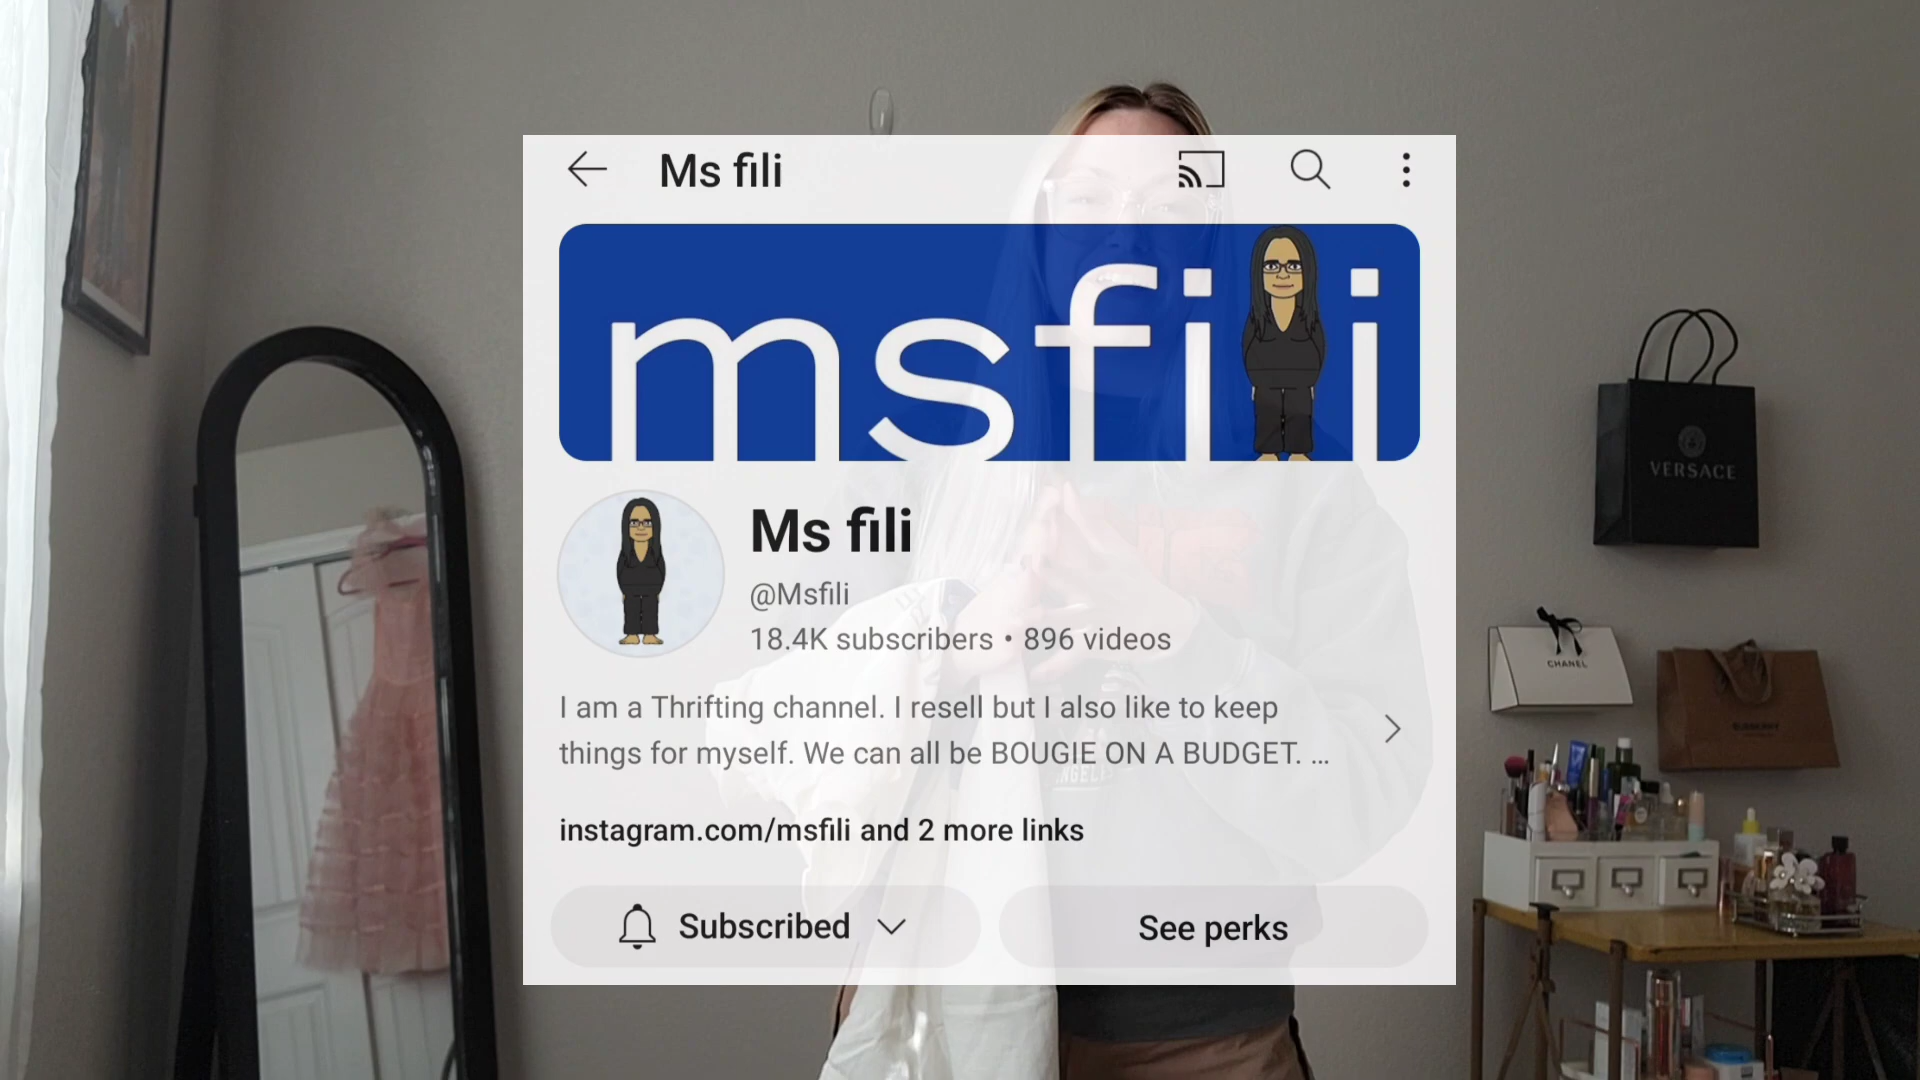 Ms fili
msfili
Ms fili
@Msfili
18.4K subscribers • 896 videos
I am a Thrifting channel. I resell but I also like to keep
things for myself. We can all be BOUGIE ON A BUDGET. ...
instagram.com/msfili and 2 more links
Subscribed
See perks
VERSACE
CHANEL